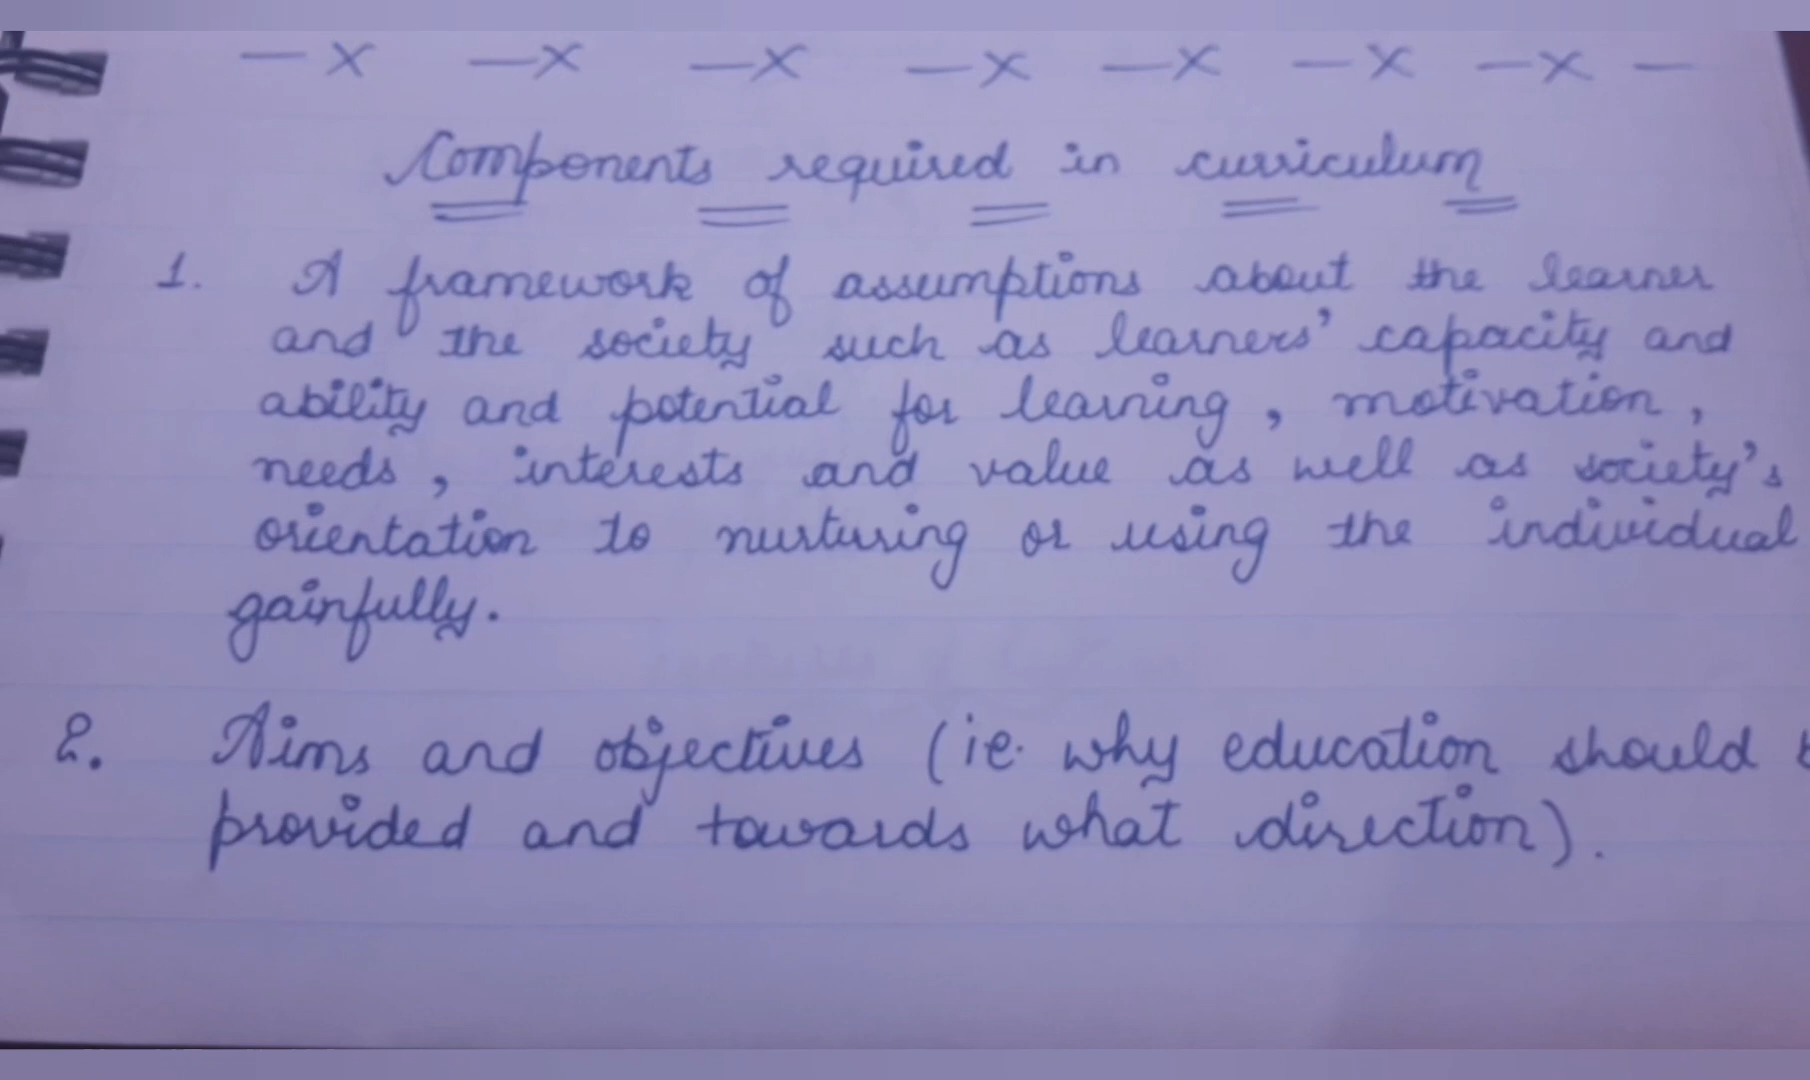 — x — x — x — x — x — x — x —
Components required in curriculum
1. A framework of assumptions about the learner
and the society such as learners' capacity and
ability and potential for learning, motivation,
needs, interests and value as well as society's
orientation to nurturing or using the individual
gainfully.
2. Aims and objectives (ie. why education should
provided and towards what direction).